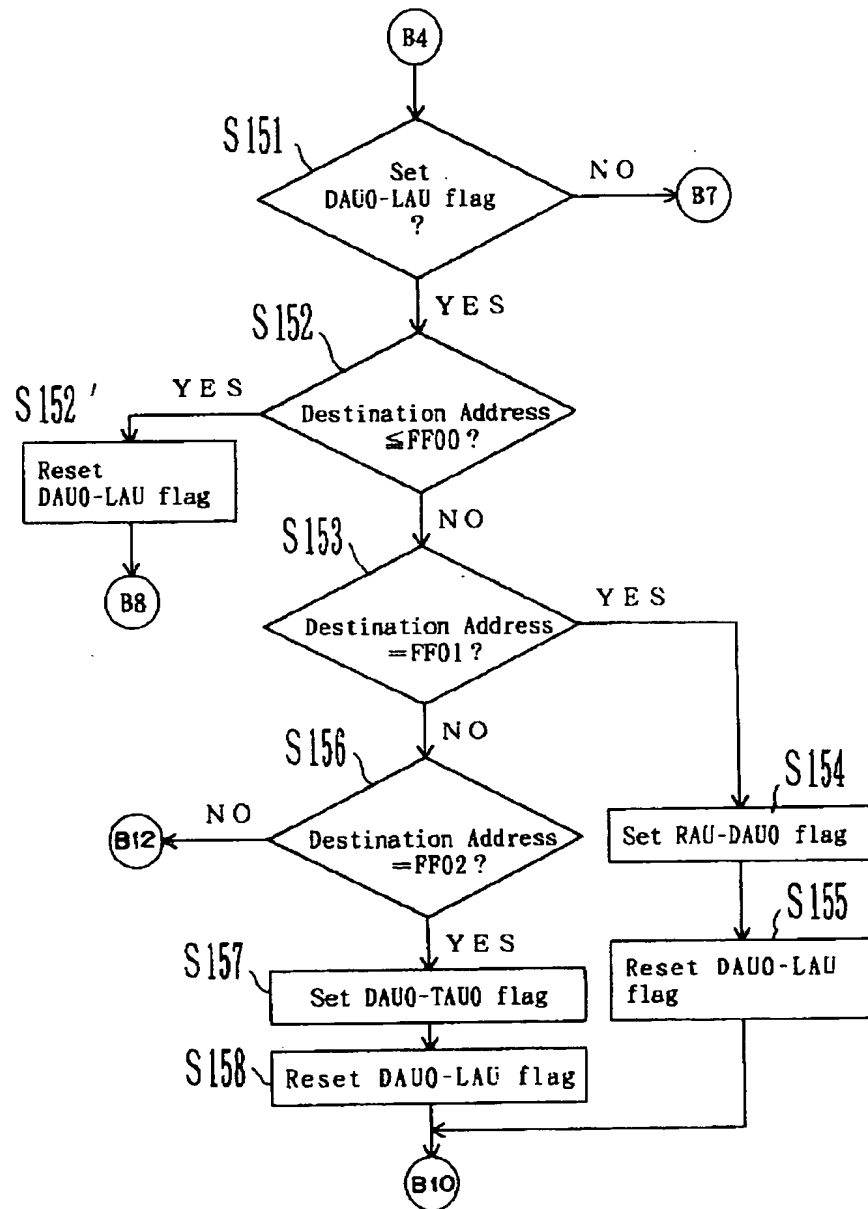 B4
S151
Set
DAU0-LAU flag
?
NO
B7
YES
S152
YES
Destination Address
≦FF00?
S152'
Reset
DAU0-LAU flag
B8
NO
S153
YES
Destination Address
=FF01?
NO
S156
NO
B12
Destination Address
=FF02?
S154
Set RAU-DAU0 flag
S155
Reset DAU0-LAU
flag
YES
S157
Set DAU0-TAU0 flag
S158
Reset DAU0-LAU flag
B10